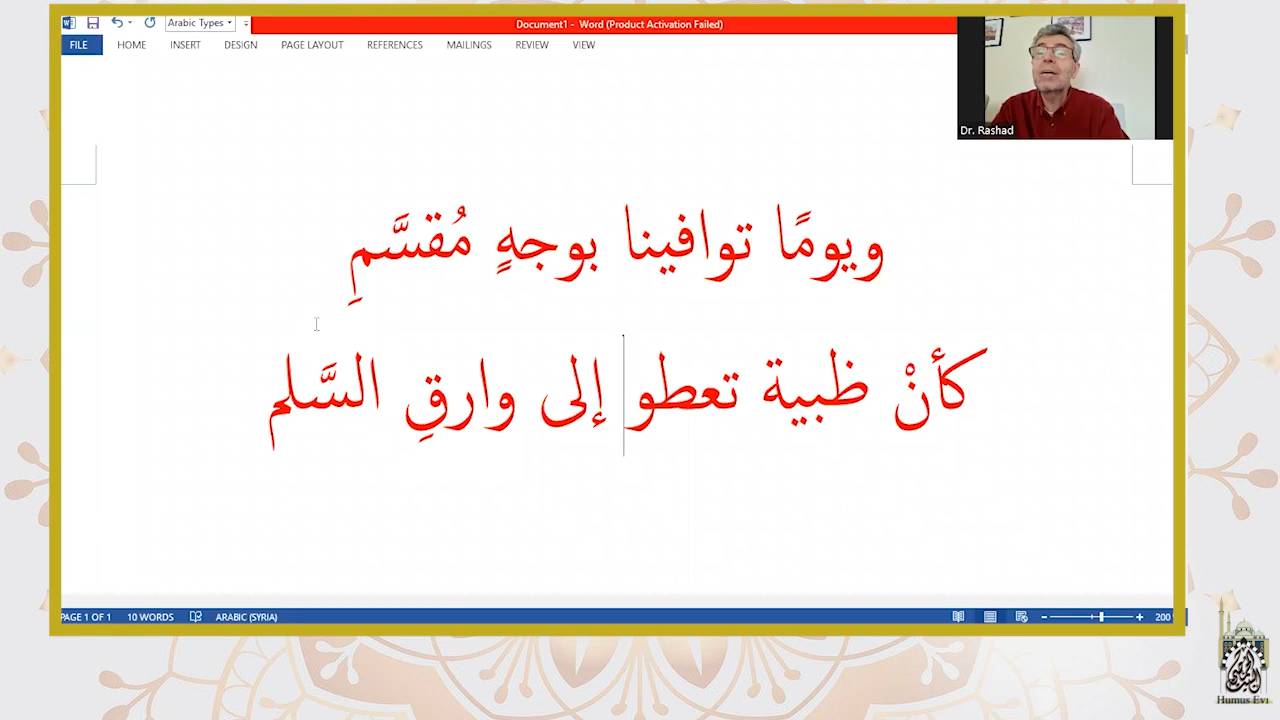 Arabic Types
Document1 - Word (Product Activation Failed)
FILE HOME INSERT DESIGN PAGE LAYOUT REFERENCES MAILINGS REVIEW VIEW
Dr. Rashad
ويومًا توافينا بوجهٍ مُقسَّمِ
كأنْ ظبية تعطو إلى وارقِ السَّلم
PAGE 1 OF 1 10 WORDS ARABIC (SYRIA) 200
Humus Evi